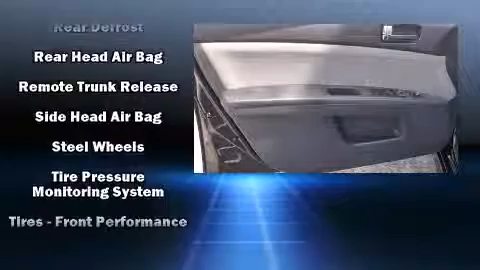 Rear Defrost
Rear Head Air Bag
Remote Trunk Release
Side Head Air Bag
Steel Wheels
Tire Pressure
Monitoring System
Tires - Front Performance